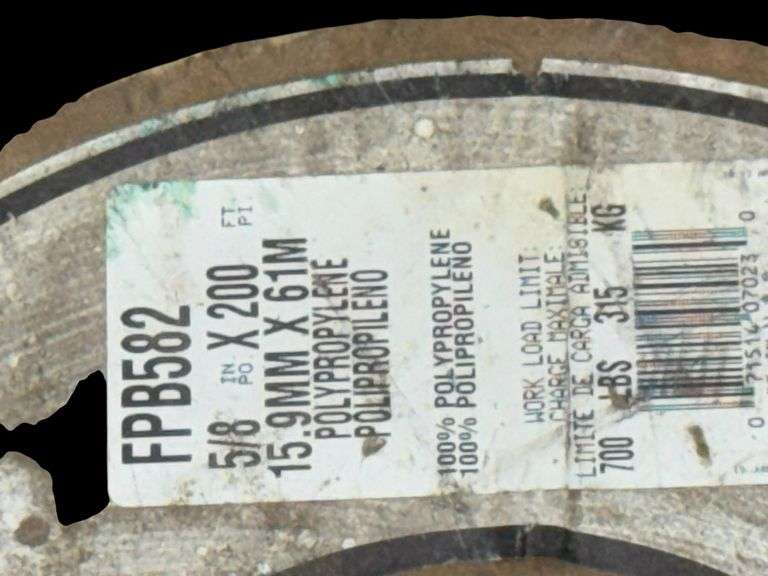 FPB582
5/8 IN. PO. X 200 FT. PI.
15.9MM X 61M
POLYPROPYLENE
POLIPROPILENO
100% POLYPROPYLENE
100% POLIPROPILENO
WORK LOAD LIMIT:
CHARGE MAXIMALE:
LIMITE DE CARGA ADMISIBLE:
700 LBS 315 KG